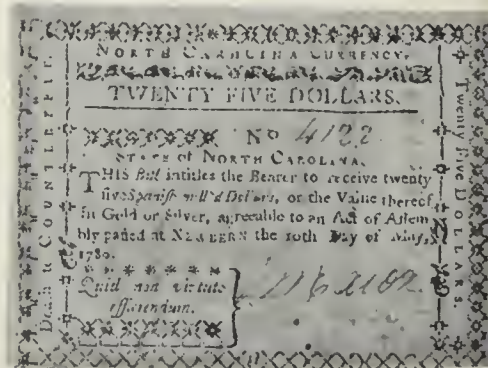 NORTH CAROLINA CURRENCY.
TWENTY FIVE DOLLARS.
No 4122
STATE of NORTH CAROLINA.
THIS Bill intitles the Bearer to receive twenty
five Spanish mill'd Dollars, or the Value thereof
in Gold or Silver, agreeable to an Act of Assem
bly passed at NEWBERN the 10th Day of May,
1780.
Quid non virtute
efficiendum.
Death to COUNTERFEIT.
Twenty Five DOLLARS.